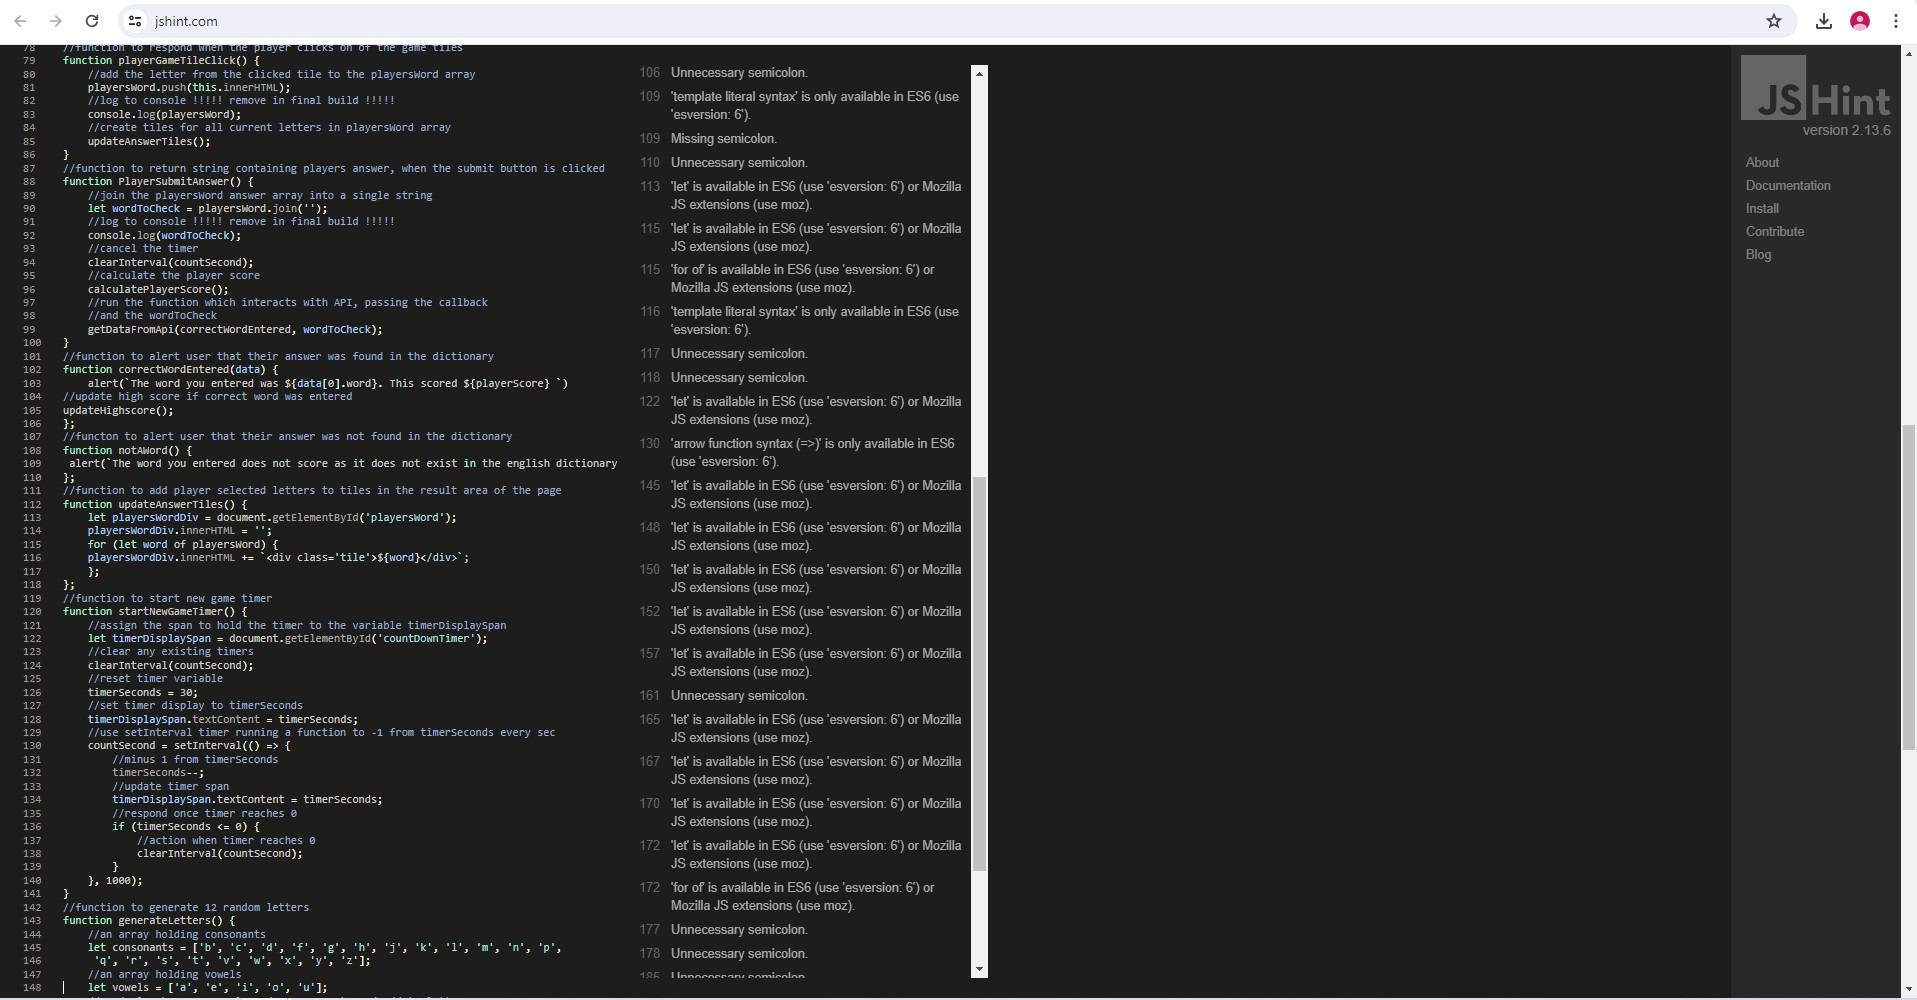 jshint.com
78 //function to respond when the player clicks on of the game tiles
79 function playerGameTileClick() {
80 //add the letter from the clicked tile to the playersWord array
81 playersWord.push(this.innerHTML);
82 //log to console !!!!! remove in final build !!!!!
83 console.log(playersWord);
84 //create tiles for all current letters in playersWord array
85 updateAnswerTiles();
86 }
87 //function to return string containing players answer, when the submit button is clicked
88 function PlayerSubmitAnswer() {
89 //join the playersWord answer array into a single string
90 let wordToCheck = playersWord.join('');
91 //log to console !!!!! remove in final build !!!!!
92 console.log(wordToCheck);
93 //cancel the timer
94 clearInterval(countSecond);
95 //calculate the player score
96 calculatePlayerScore();
97 //run the function which interacts with API, passing the callback
98 //and the wordToCheck
99 getDataFromApi(correctWordEntered, wordToCheck);
100 }
101 //function to alert user that their answer was found in the dictionary
102 function correctWordEntered(data) {
103 alert(`The word you entered was ${data[0].word}. This scored ${playerScore} `)
104 //update high score if correct word was entered
105 updateHighscore();
106 };
107 //functon to alert user that their answer was not found in the dictionary
108 function notAWord() {
109 alert(`The word you entered does not score as it does not exist in the english dictionary
110 };
111 //function to add player selected letters to tiles in the result area of the page
112 function updateAnswerTiles() {
113 let playersWordDiv = document.getElementById('playersWord');
114 playersWordDiv.innerHTML = '';
115 for (let word of playersWord) {
116 playersWordDiv.innerHTML += `<div class='tile'>${word}</div>`;
117 };
118 };
119 //function to start new game timer
120 function startNewGameTimer() {
121 //assign the span to hold the timer to the variable timerDisplaySpan
122 let timerDisplaySpan = document.getElementById('countDownTimer');
123 //clear any existing timers
124 clearInterval(countSecond);
125 //reset timer variable
126 timerSeconds = 30;
127 //set timer display to timerSeconds
128 timerDisplaySpan.textContent = timerSeconds;
129 //use setInterval timer running a function to -1 from timerSeconds every sec
130 countSecond = setInterval(() => {
131 //minus 1 from timerSeconds
132 timerSeconds--;
133 //update timer span
134 timerDisplaySpan.textContent = timerSeconds;
135 //respond once timer reaches 0
136 if (timerSeconds <= 0) {
137 //action when timer reaches 0
138 clearInterval(countSecond);
139 }
140 }, 1000);
141 }
142 //function to generate 12 random letters
143 function generateLetters() {
144 //an array holding consonants
145 let consonants = ['b', 'c', 'd', 'f', 'g', 'h', 'j', 'k', 'l', 'm', 'n', 'p',
146 'q', 'r', 's', 't', 'v', 'w', 'x', 'y', 'z'];
147 //an array holding vowels
148 let vowels = ['a', 'e', 'i', 'o', 'u'];
106 Unnecessary semicolon.
109 'template literal syntax' is only available in ES6 (use
'esversion: 6').
109 Missing semicolon.
110 Unnecessary semicolon.
113 'let' is available in ES6 (use 'esversion: 6') or Mozilla
JS extensions (use moz).
115 'let' is available in ES6 (use 'esversion: 6') or Mozilla
JS extensions (use moz).
115 'for of' is available in ES6 (use 'esversion: 6') or
Mozilla JS extensions (use moz).
116 'template literal syntax' is only available in ES6 (use
'esversion: 6').
117 Unnecessary semicolon.
118 Unnecessary semicolon.
122 'let' is available in ES6 (use 'esversion: 6') or Mozilla
JS extensions (use moz).
130 'arrow function syntax (=>)' is only available in ES6
(use 'esversion: 6').
145 'let' is available in ES6 (use 'esversion: 6') or Mozilla
JS extensions (use moz).
148 'let' is available in ES6 (use 'esversion: 6') or Mozilla
JS extensions (use moz).
150 'let' is available in ES6 (use 'esversion: 6') or Mozilla
JS extensions (use moz).
152 'let' is available in ES6 (use 'esversion: 6') or Mozilla
JS extensions (use moz).
157 'let' is available in ES6 (use 'esversion: 6') or Mozilla
JS extensions (use moz).
161 Unnecessary semicolon.
165 'let' is available in ES6 (use 'esversion: 6') or Mozilla
JS extensions (use moz).
167 'let' is available in ES6 (use 'esversion: 6') or Mozilla
JS extensions (use moz).
170 'let' is available in ES6 (use 'esversion: 6') or Mozilla
JS extensions (use moz).
172 'let' is available in ES6 (use 'esversion: 6') or Mozilla
JS extensions (use moz).
172 'for of' is available in ES6 (use 'esversion: 6') or
Mozilla JS extensions (use moz).
177 Unnecessary semicolon.
178 Unnecessary semicolon.
Unnecessary semicolon
JSHint
version 2.13.6
About
Documentation
Install
Contribute
Blog